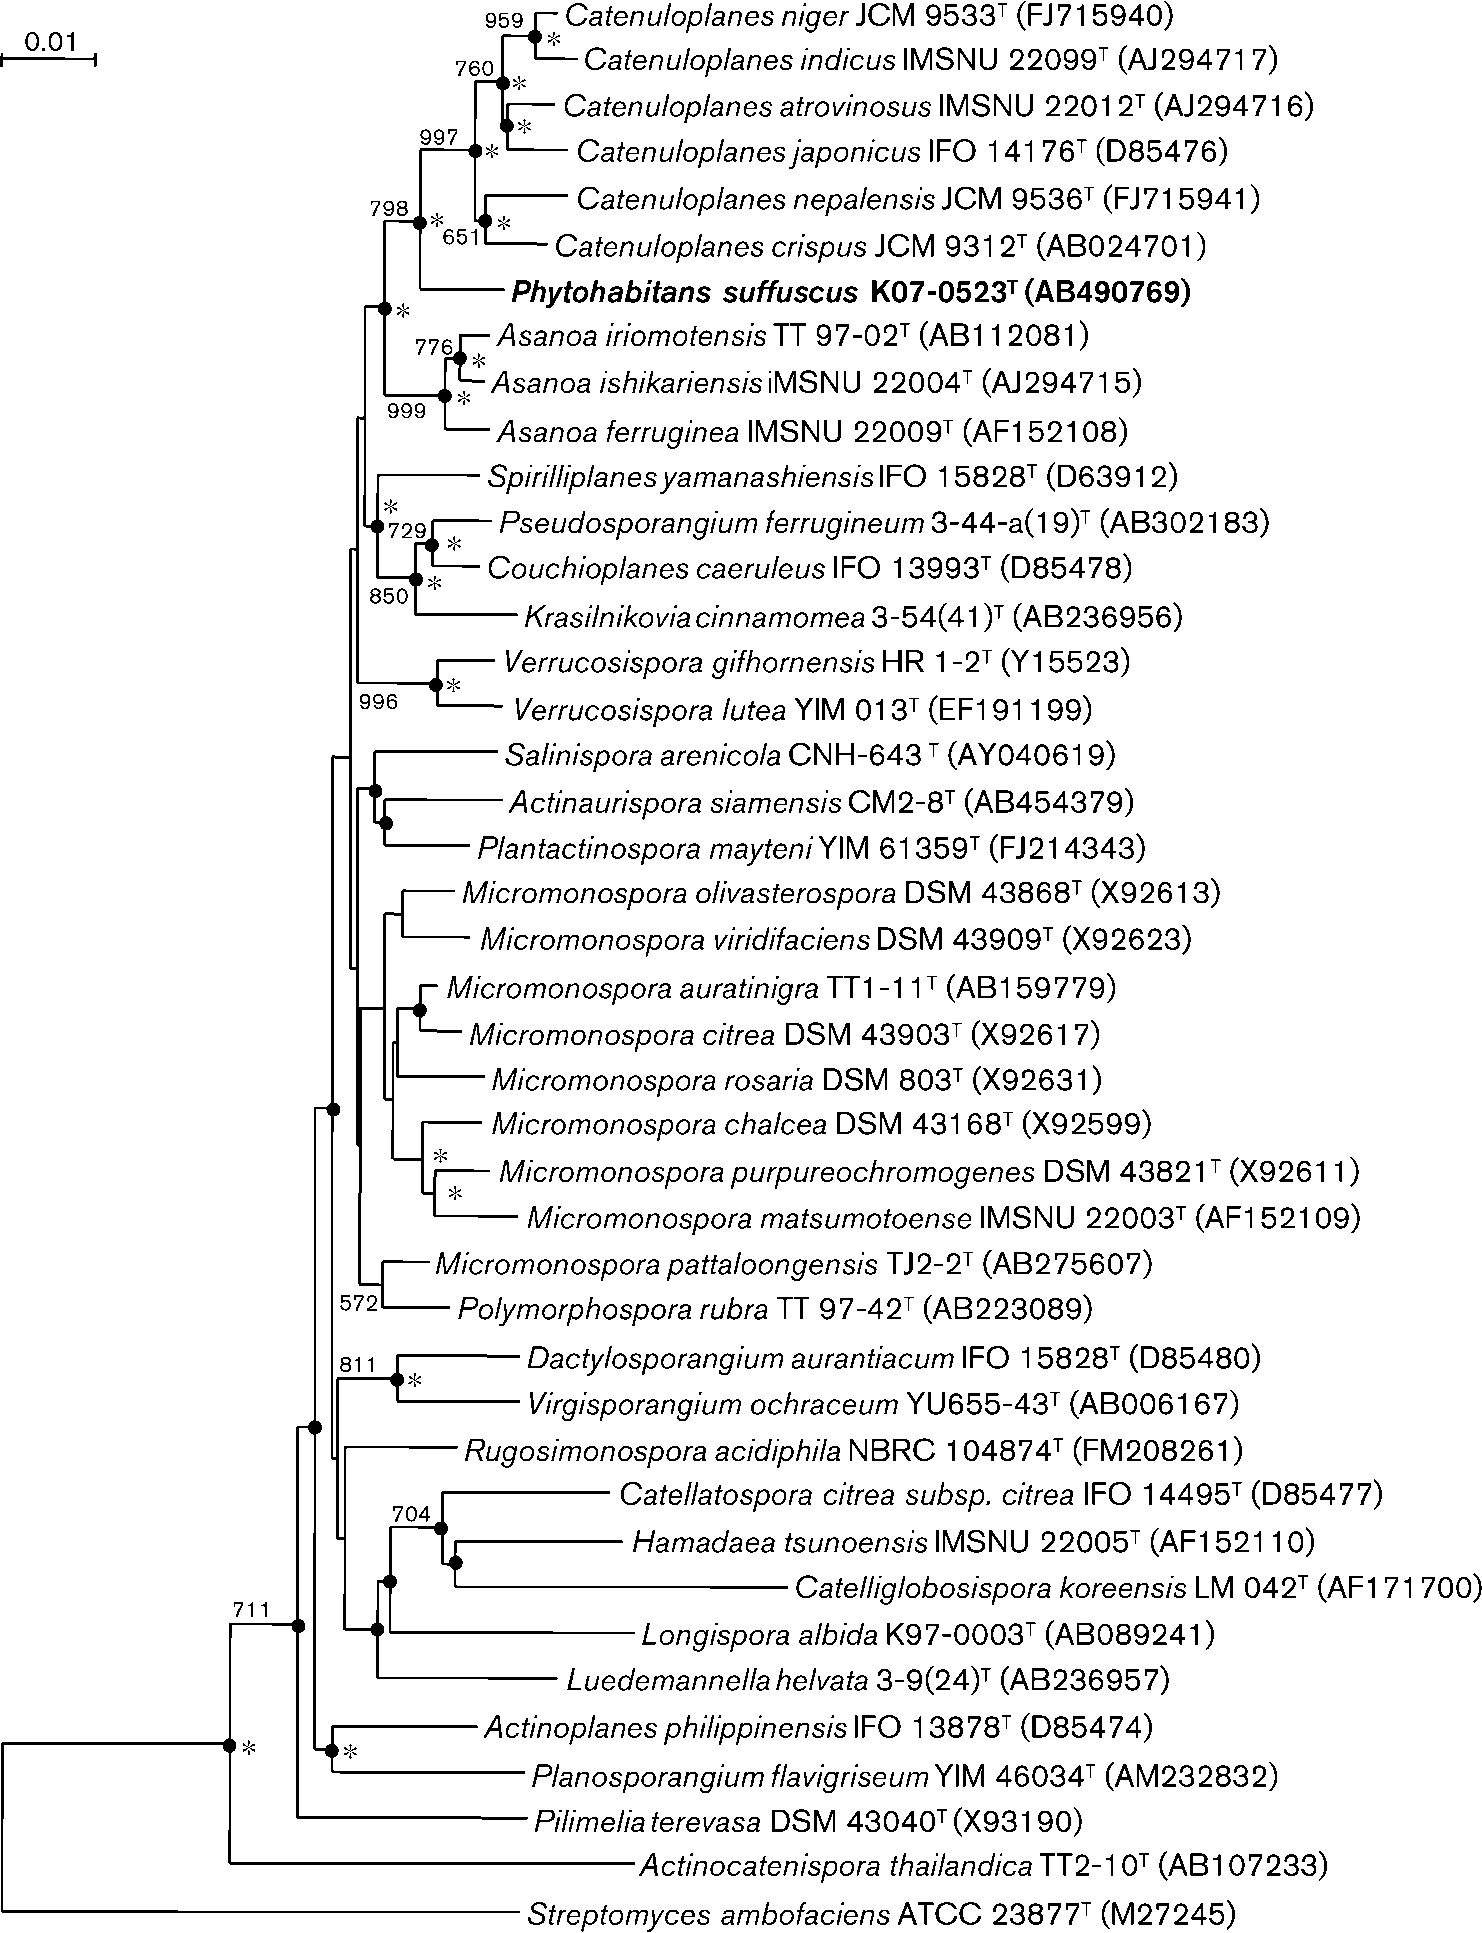 959
Catenuloplanes niger JCM 9533ᵀ (FJ715940)
0.01
*
Catenuloplanes indicus IMSNU 22099ᵀ (AJ294717)
760
*
Catenuloplanes atrovinosus IMSNU 22012ᵀ (AJ294716)
*
997
*
Catenuloplanes japonicus IFO 14176ᵀ (D85476)
Catenuloplanes nepalensis JCM 9536ᵀ (FJ715941)
798
*
*
651
Catenuloplanes crispus JCM 9312ᵀ (AB024701)
Phytohabitans suffuscus K07-0523ᵀ (AB490769)
*
Asanoa iriomotensis TT 97-02ᵀ (AB112081)
776
*
Asanoa ishikariensis iMSNU 22004ᵀ (AJ294715)
*
999
Asanoa ferruginea IMSNU 22009ᵀ (AF152108)
Spirilliplanes yamanashiensis IFO 15828ᵀ (D63912)
*
Pseudosporangium ferrugineum 3-44-a(19)ᵀ (AB302183)
729
*
Couchioplanes caeruleus IFO 13993ᵀ (D85478)
*
850
Krasilnikovia cinnamomea 3-54(41)ᵀ (AB236956)
Verrucosispora gifhornensis HR 1-2ᵀ (Y15523)
*
996
Verrucosispora lutea YIM 013ᵀ (EF191199)
Salinispora arenicola CNH-643 ᵀ (AY040619)
Actinaurispora siamensis CM2-8ᵀ (AB454379)
Plantactinospora mayteni YIM 61359ᵀ (FJ214343)
Micromonospora olivasterospora DSM 43868ᵀ (X92613)
Micromonospora viridifaciens DSM 43909ᵀ (X92623)
Micromonospora auratinigra TT1-11ᵀ (AB159779)
Micromonospora citrea DSM 43903ᵀ (X92617)
Micromonospora rosaria DSM 803ᵀ (X92631)
Micromonospora chalcea DSM 43168ᵀ (X92599)
*
Micromonospora purpureochromogenes DSM 43821ᵀ (X92611)
*
Micromonospora matsumotoense IMSNU 22003ᵀ (AF152109)
Micromonospora pattaloongensis TJ2-2ᵀ (AB275607)
572
Polymorphospora rubra TT 97-42ᵀ (AB223089)
Dactylosporangium aurantiacum IFO 15828ᵀ (D85480)
811
*
Virgisporangium ochraceum YU655-43ᵀ (AB006167)
Rugosimonospora acidiphila NBRC 104874ᵀ (FM208261)
Catellatospora citrea subsp. citrea IFO 14495ᵀ (D85477)
704
Hamadaea tsunoensis IMSNU 22005ᵀ (AF152110)
Catelliglobosispora koreensis LM 042ᵀ (AF171700)
711
Longispora albida K97-0003ᵀ (AB089241)
Luedemannella helvata 3-9(24)ᵀ (AB236957)
Actinoplanes philippinensis IFO 13878ᵀ (D85474)
*
*
Planosporangium flavigriseum YIM 46034ᵀ (AM232832)
Pilimelia terevasa DSM 43040ᵀ (X93190)
Actinocatenispora thailandica TT2-10ᵀ (AB107233)
Streptomyces ambofaciens ATCC 23877ᵀ (M27245)